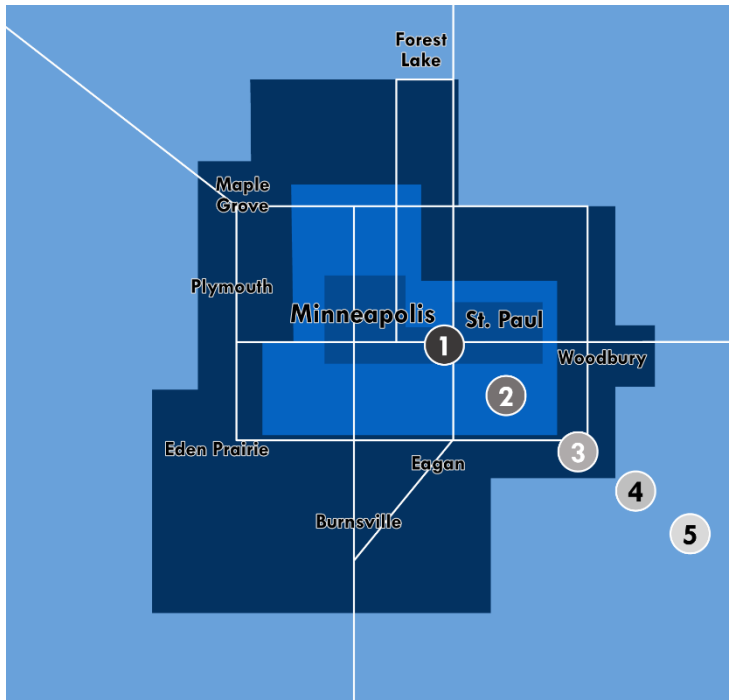 Forest
Lake
Maple
Grove
Plymouth
Minneapolis
St. Paul
1
Woodbury
2
Eden Prairie
3
Eagan
4
Burnsville
5